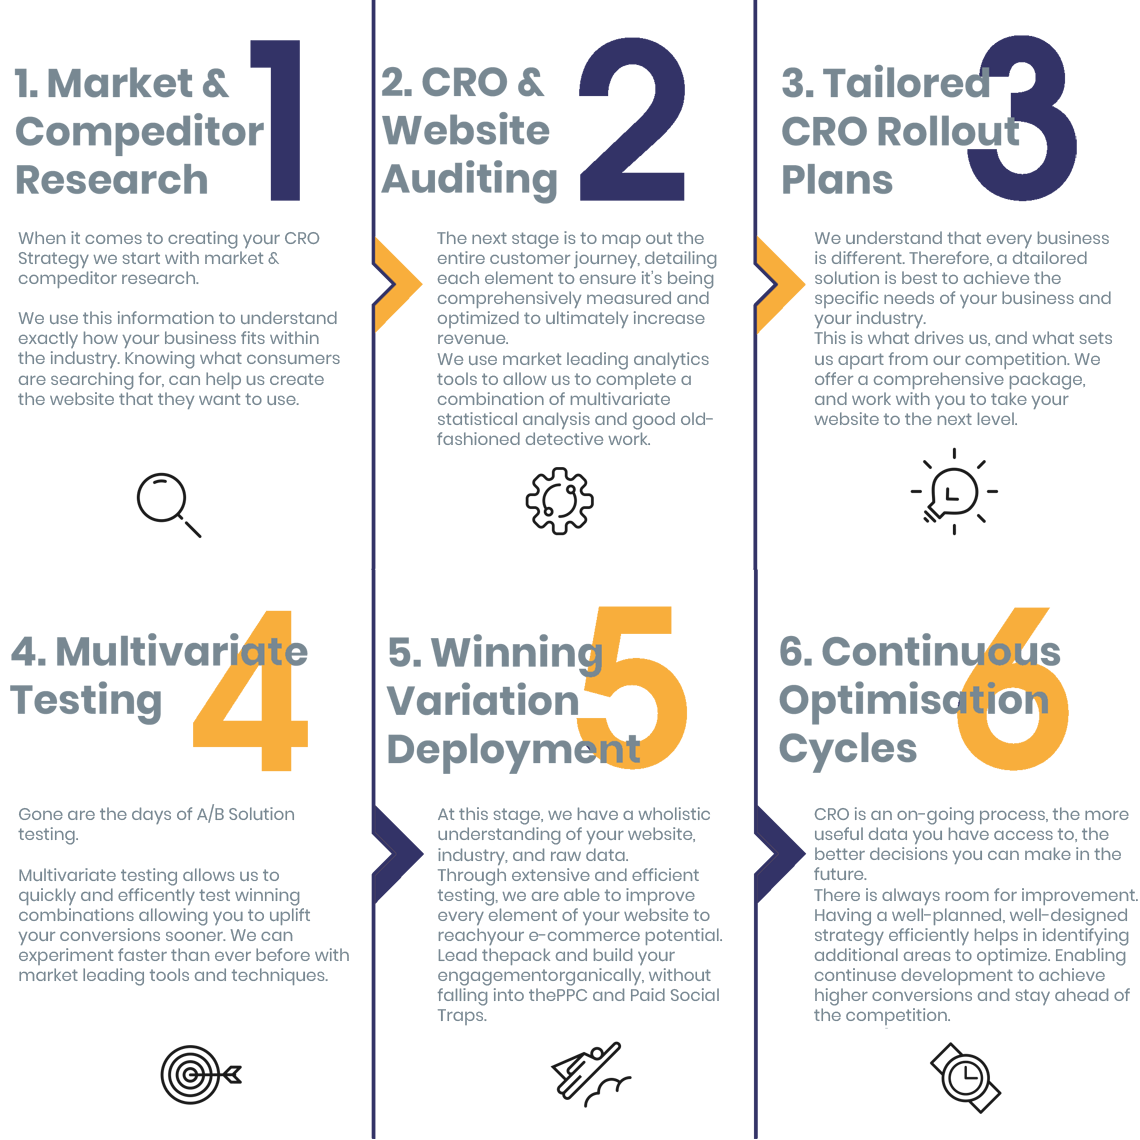 1. Market &
Compeditor
Research
1
When it comes to creating your CRO
Strategy we start with market &
compeditor research.
We use this information to understand
exactly how your business fits within
the industry. Knowing what consumers
are searching for, can help us create
the website that they want to use.
2. CRO &
Website
Auditing
2
The next stage is to map out the
entire customer journey, detailing
each element to ensure it's being
comprehensively measured and
optimized to ultimately increase
revenue.
We use market leading analytics
tools to allow us to complete a
combination of multivariate
statistical analysis and good old-
fashioned detective work.
3. Tailored
CRO Rollout
Plans
3
We understand that every business
is different. Therefore, a dtailored
solution is best to achieve the
specific needs of your business and
your industry.
This is what drives us, and what sets
us apart from our competition. We
offer a comprehensive package,
and work with you to take your
website to the next level.
4. Multivariate
Testing
4
Gone are the days of A/B Solution
testing.
Multivariate testing allows us to
quickly and efficently test winning
combinations allowing you to uplift
your conversions sooner. We can
experiment faster than ever before with
market leading tools and techniques.
5. Winning
Variation
Deployment
5
At this stage, we have a wholistic
understanding of your website,
industry, and raw data.
Through extensive and efficient
testing, we are able to improve
every element of your website to
reachyour e-commerce potential.
Lead thepack and build your
engagementorganically, without
falling into thePPC and Paid Social
Traps.
6. Continuous
Optimisation
Cycles
6
CRO is an on-going process, the more
useful data you have access to, the
better decisions you can make in the
future.
There is always room for improvement.
Having a well-planned, well-designed
strategy efficiently helps in identifying
additional areas to optimize. Enabling
continuse development to achieve
higher conversions and stay ahead of
the competition.